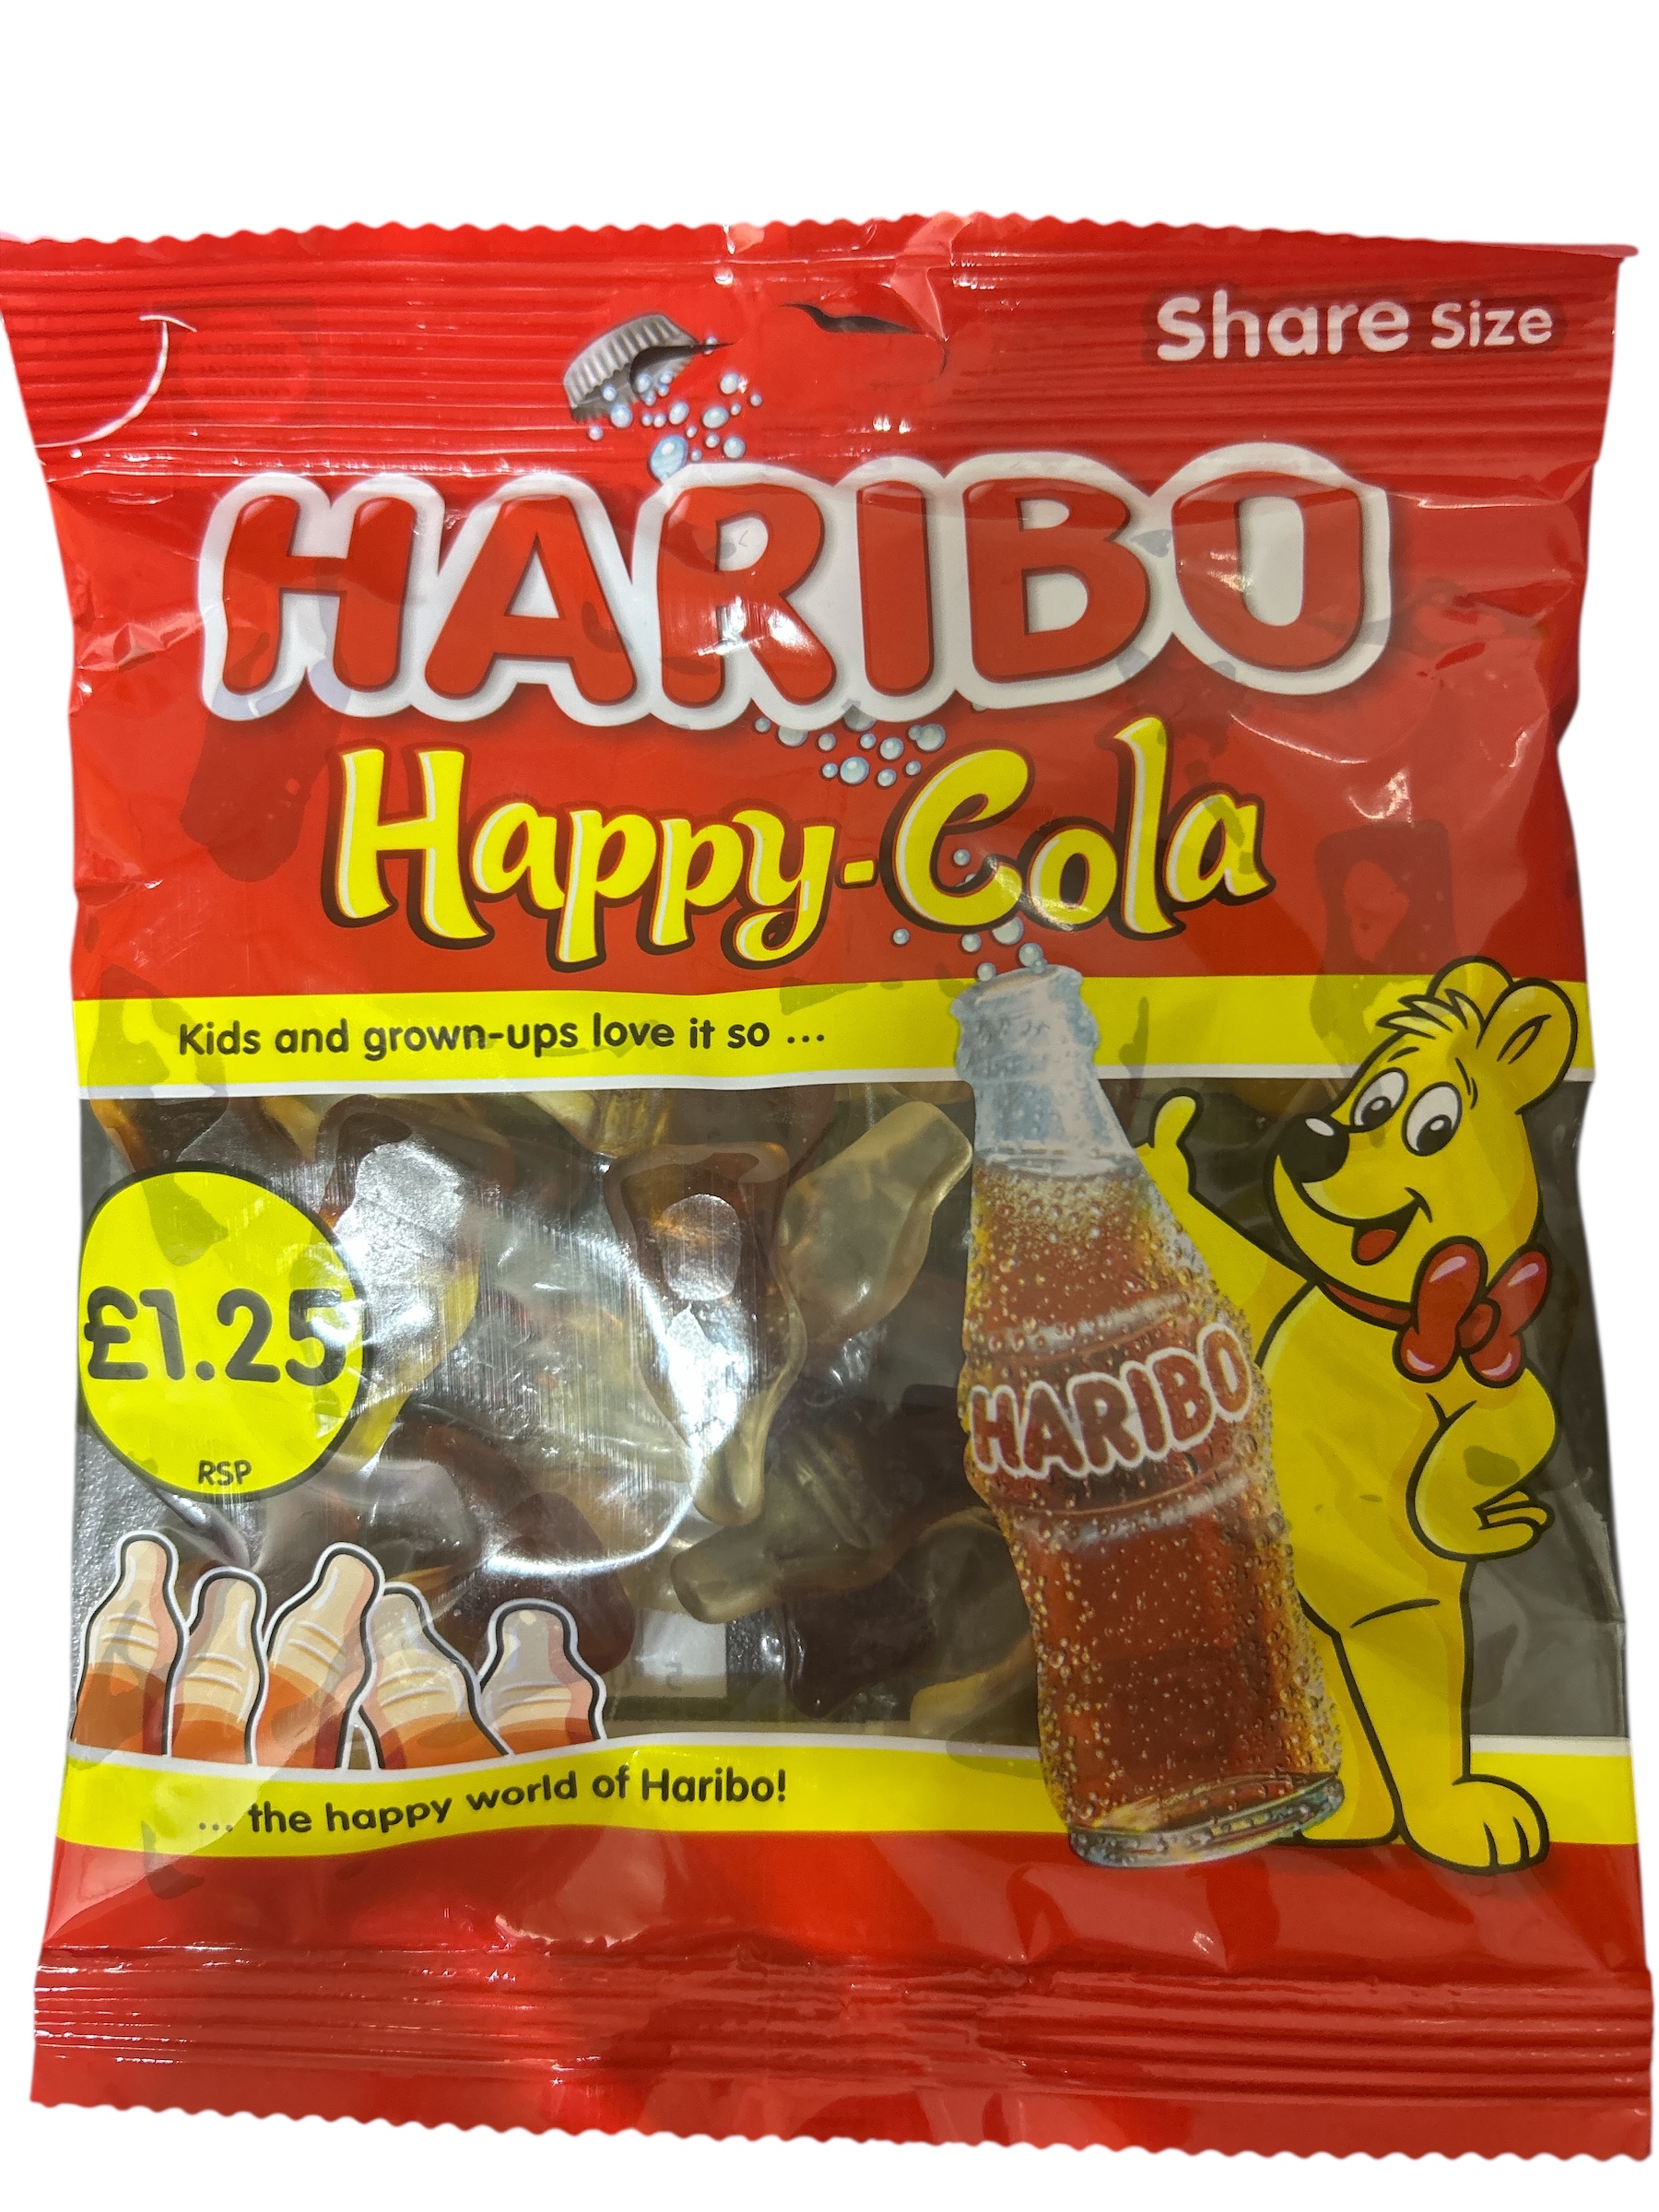 Share Size
HARIBO
Happy-Cola
Kids and grown-ups love it so ...
£1.25
RSP
HARIBO
... the happy world of Haribo!